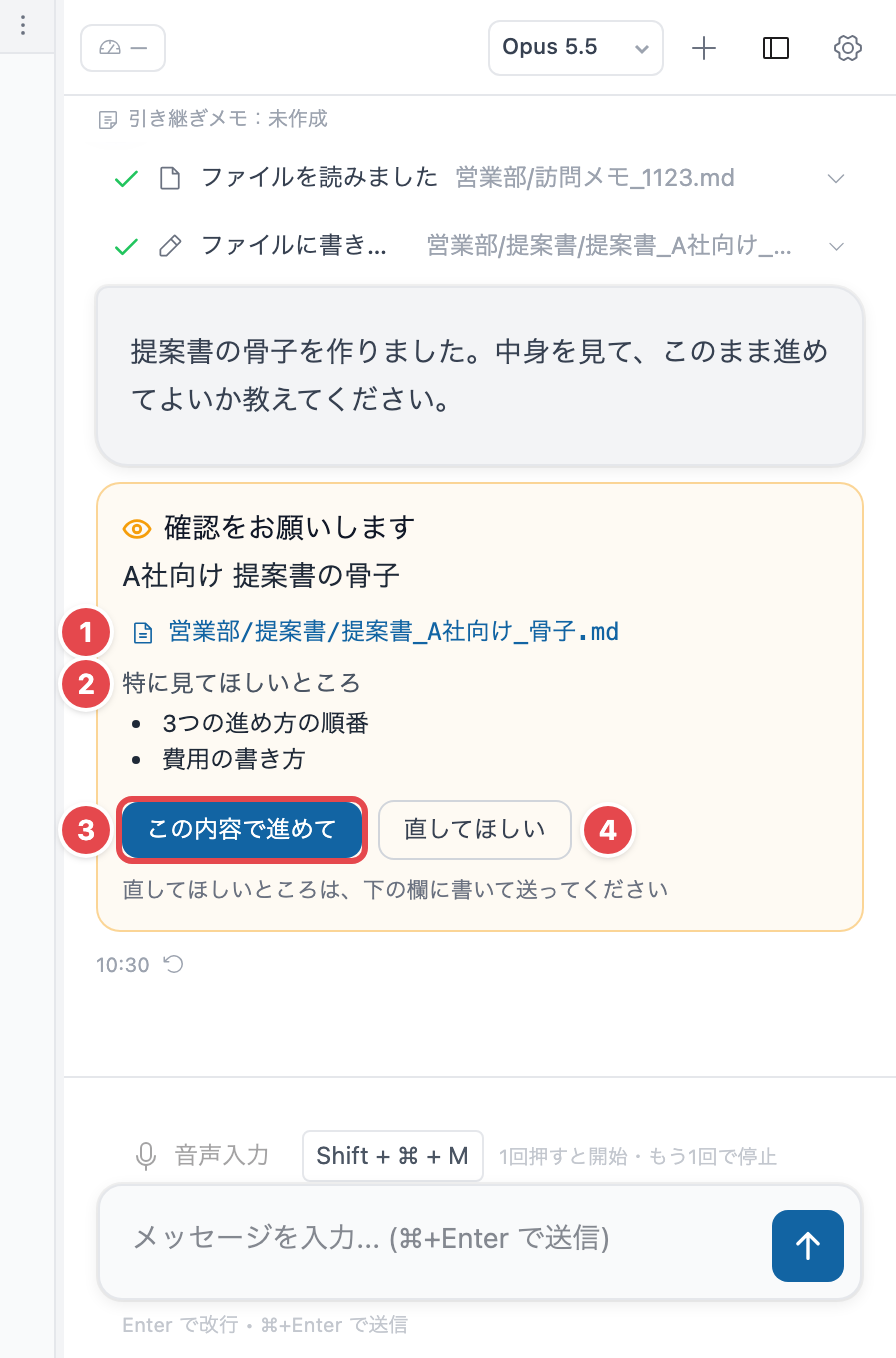 Opus 5.5
引き継ぎメモ：未作成
ファイルを読みました 営業部/訪問メモ_1123.md
ファイルに書き... 営業部/提案書/提案書_A社向け_...
提案書の骨子を作りました。中身を見て、このまま進め
てよいか教えてください。
確認をお願いします
A社向け 提案書の骨子
1 営業部/提案書/提案書_A社向け_骨子.md
2 特に見てほしいところ
• 3つの進め方の順番
• 費用の書き方
3 この内容で進めて 直してほしい 4
直してほしいところは、下の欄に書いて送ってください
10:30
音声入力 Shift + ⌘ + M 1回押すと開始・もう1回で停止
メッセージを入力... (⌘+Enter で送信)
Enter で改行・⌘+Enter で送信